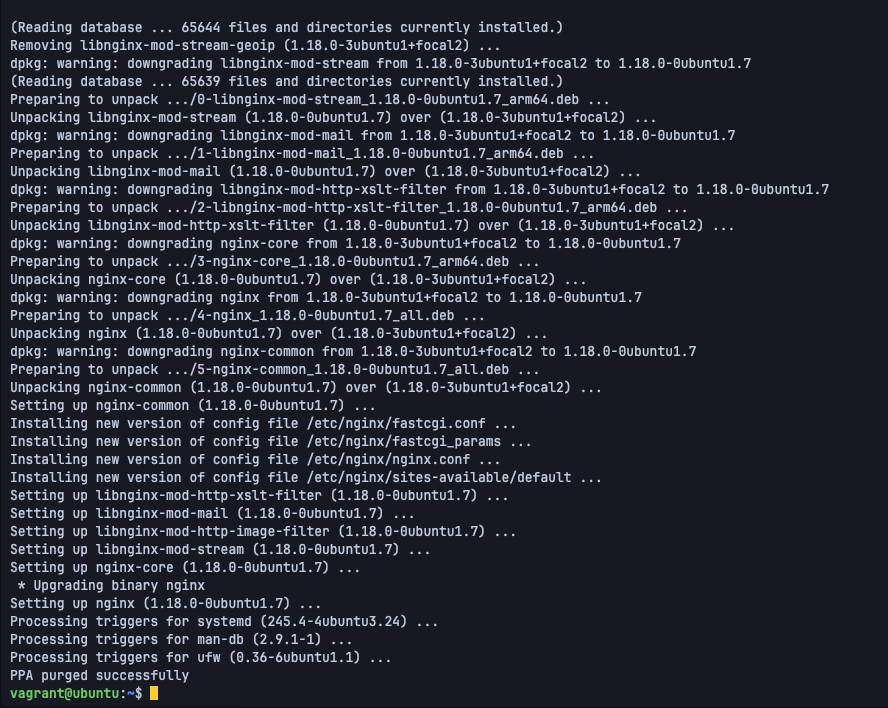 (Reading database ... 65644 files and directories currently installed.)
Removing libnginx-mod-stream-geoip (1.18.0-3ubuntu1+focal2) ...
dpkg: warning: downgrading libnginx-mod-stream from 1.18.0-3ubuntu1+focal2 to 1.18.0-0ubuntu1.7
(Reading database ... 65639 files and directories currently installed.)
Preparing to unpack .../0-libnginx-mod-stream_1.18.0-0ubuntu1.7_arm64.deb ...
Unpacking libnginx-mod-stream (1.18.0-0ubuntu1.7) over (1.18.0-3ubuntu1+focal2) ...
dpkg: warning: downgrading libnginx-mod-mail from 1.18.0-3ubuntu1+focal2 to 1.18.0-0ubuntu1.7
Preparing to unpack .../1-libnginx-mod-mail_1.18.0-0ubuntu1.7_arm64.deb ...
Unpacking libnginx-mod-mail (1.18.0-0ubuntu1.7) over (1.18.0-3ubuntu1+focal2) ...
dpkg: warning: downgrading libnginx-mod-http-xslt-filter from 1.18.0-3ubuntu1+focal2 to 1.18.0-0ubuntu1.7
Preparing to unpack .../2-libnginx-mod-http-xslt-filter_1.18.0-0ubuntu1.7_arm64.deb ...
Unpacking libnginx-mod-http-xslt-filter (1.18.0-0ubuntu1.7) over (1.18.0-3ubuntu1+focal2) ...
dpkg: warning: downgrading nginx-core from 1.18.0-3ubuntu1+focal2 to 1.18.0-0ubuntu1.7
Preparing to unpack .../3-nginx-core_1.18.0-0ubuntu1.7_arm64.deb ...
Unpacking nginx-core (1.18.0-0ubuntu1.7) over (1.18.0-3ubuntu1+focal2) ...
dpkg: warning: downgrading nginx from 1.18.0-3ubuntu1+focal2 to 1.18.0-0ubuntu1.7
Preparing to unpack .../4-nginx_1.18.0-0ubuntu1.7_all.deb ...
Unpacking nginx (1.18.0-0ubuntu1.7) over (1.18.0-3ubuntu1+focal2) ...
dpkg: warning: downgrading nginx-common from 1.18.0-3ubuntu1+focal2 to 1.18.0-0ubuntu1.7
Preparing to unpack .../5-nginx-common_1.18.0-0ubuntu1.7_all.deb ...
Unpacking nginx-common (1.18.0-0ubuntu1.7) over (1.18.0-3ubuntu1+focal2) ...
Setting up nginx-common (1.18.0-0ubuntu1.7) ...
Installing new version of config file /etc/nginx/fastcgi.conf ...
Installing new version of config file /etc/nginx/fastcgi_params ...
Installing new version of config file /etc/nginx/nginx.conf ...
Installing new version of config file /etc/nginx/sites-available/default ...
Setting up libnginx-mod-http-xslt-filter (1.18.0-0ubuntu1.7) ...
Setting up libnginx-mod-mail (1.18.0-0ubuntu1.7) ...
Setting up libnginx-mod-http-image-filter (1.18.0-0ubuntu1.7) ...
Setting up libnginx-mod-stream (1.18.0-0ubuntu1.7) ...
Setting up nginx-core (1.18.0-0ubuntu1.7) ...
 * Upgrading binary nginx
Setting up nginx (1.18.0-0ubuntu1.7) ...
Processing triggers for systemd (245.4-4ubuntu3.24) ...
Processing triggers for man-db (2.9.1-1) ...
Processing triggers for ufw (0.36-6ubuntu1.1) ...
PPA purged successfully
vagrant@ubuntu:~$